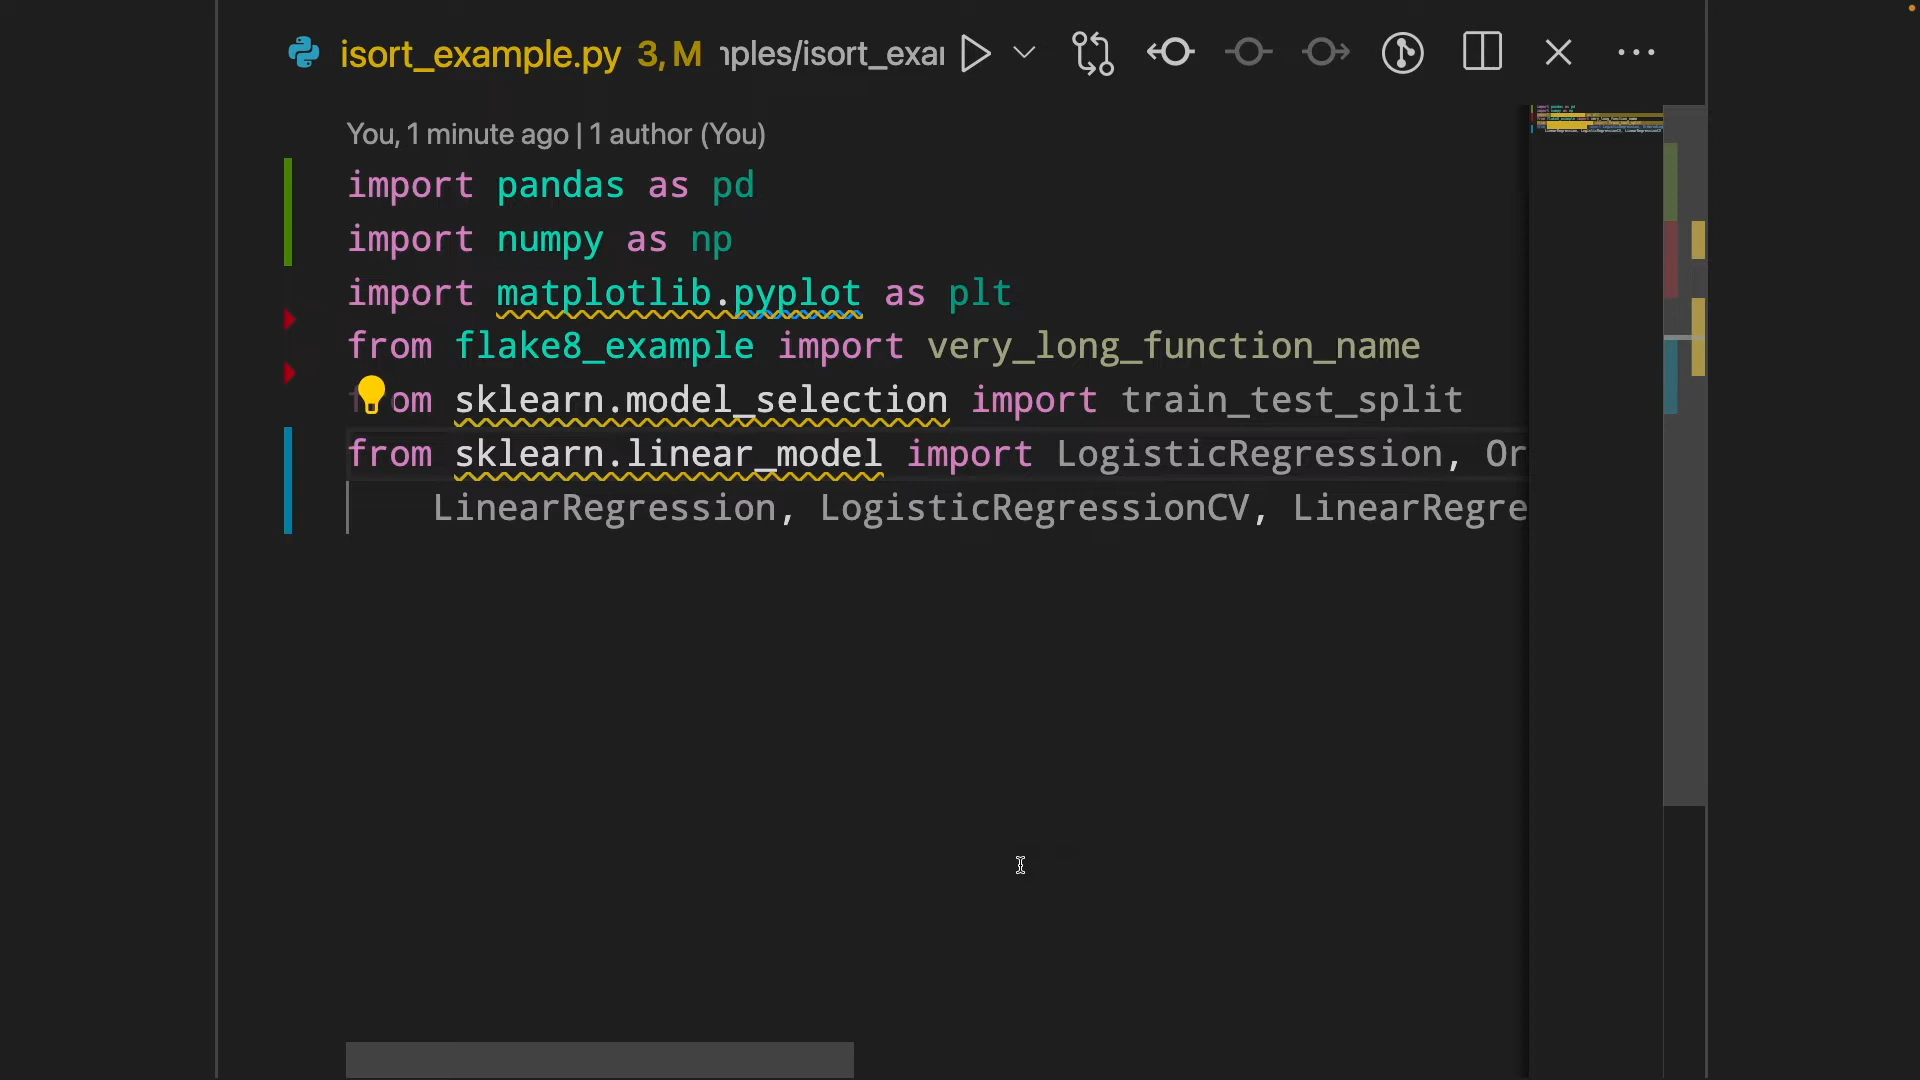 isort_example.py 3, M ples/isort_exar
You, 1 minute ago | 1 author (You)
import pandas as pd
import numpy as np
import matplotlib.pyplot as plt
from flake8_example import very_long_function_name
from sklearn.model_selection import train_test_split
from sklearn.linear_model import LogisticRegression, Or
LinearRegression, LogisticRegressionCV, LinearRegre